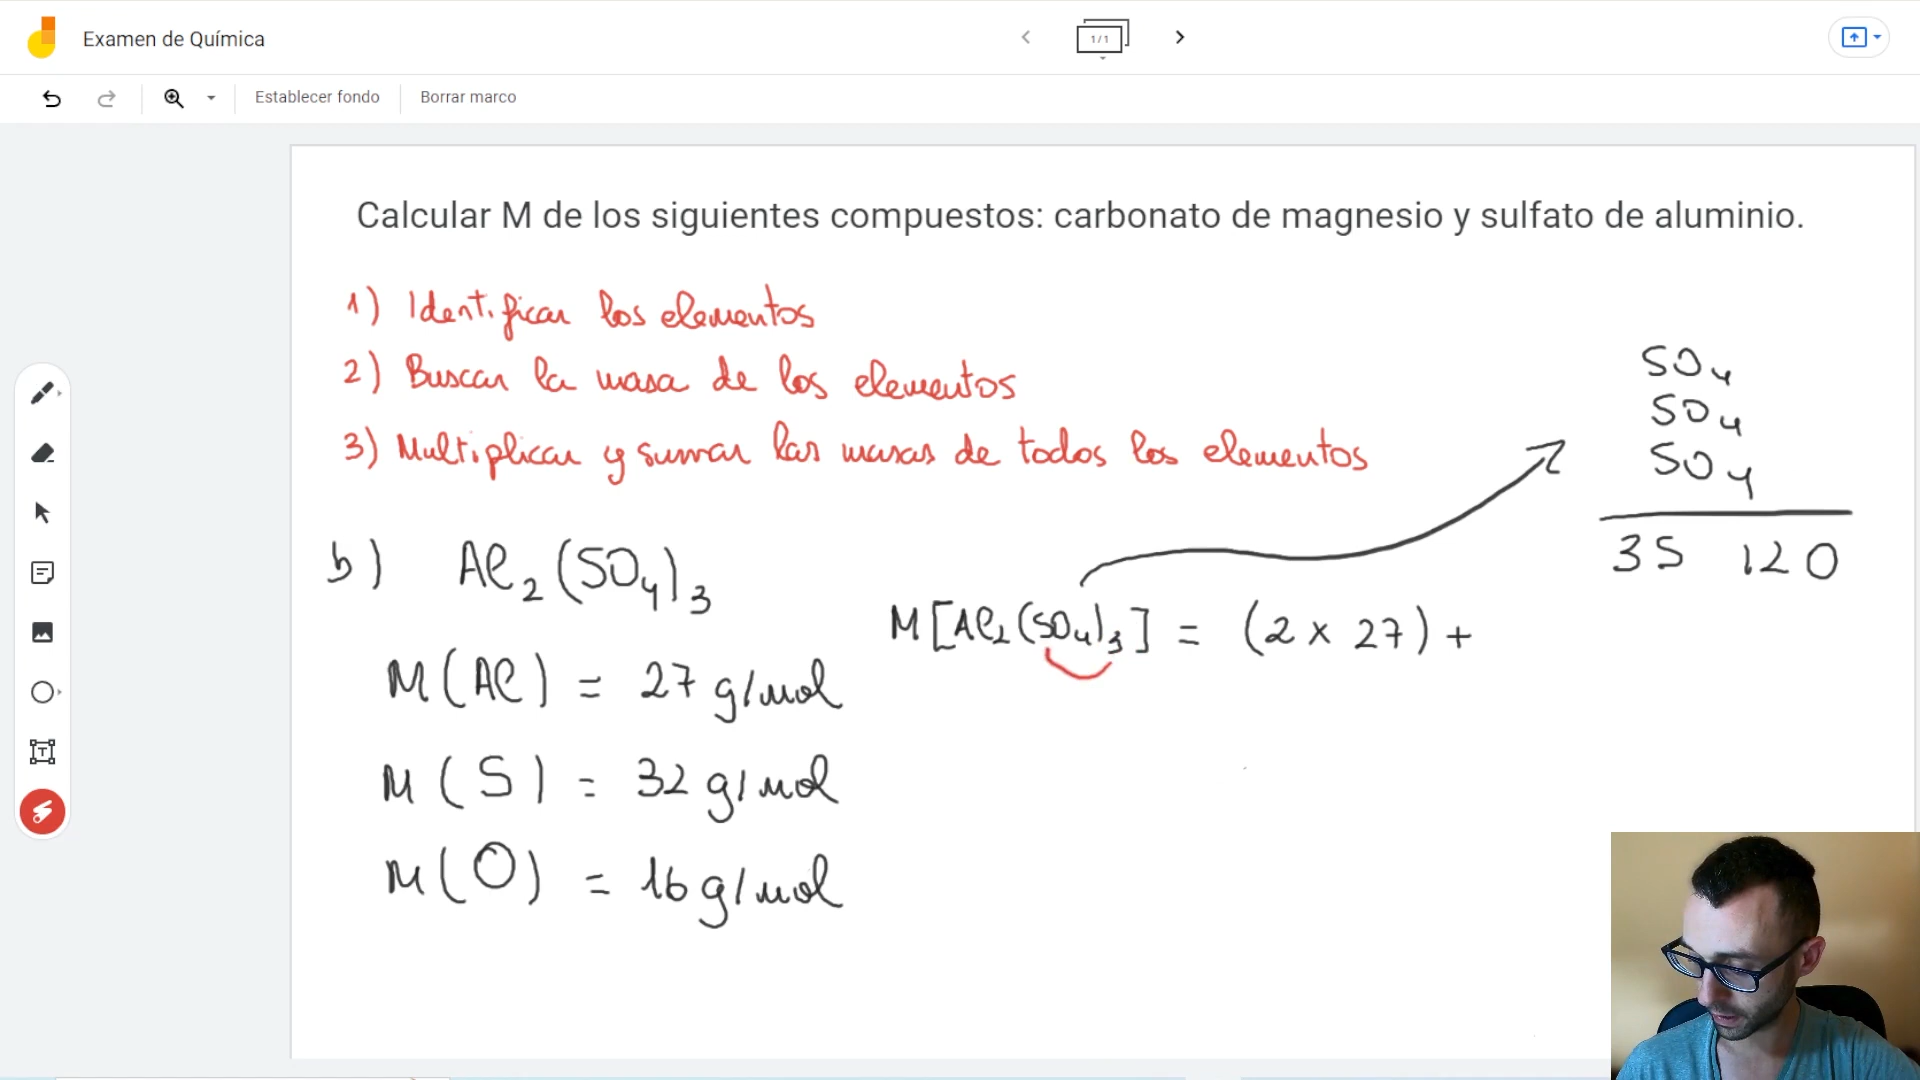 Examen de Química
1 / 1
Establecer fondo
Borrar marco
Calcular M de los siguientes compuestos: carbonato de magnesio y sulfato de aluminio.
1) Identificar los elementos
2) Buscar la masa de los elementos
3) Multiplicar y sumar las masas de todos los elementos
SO₄
SO₄
SO₄
3S 12O
b) Al₂(SO₄)₃
M[Al₂(SO₄)₃] = (2 x 27) +
M(Al) = 27 g/mol
M(S) = 32 g/mol
M(O) = 16 g/mol